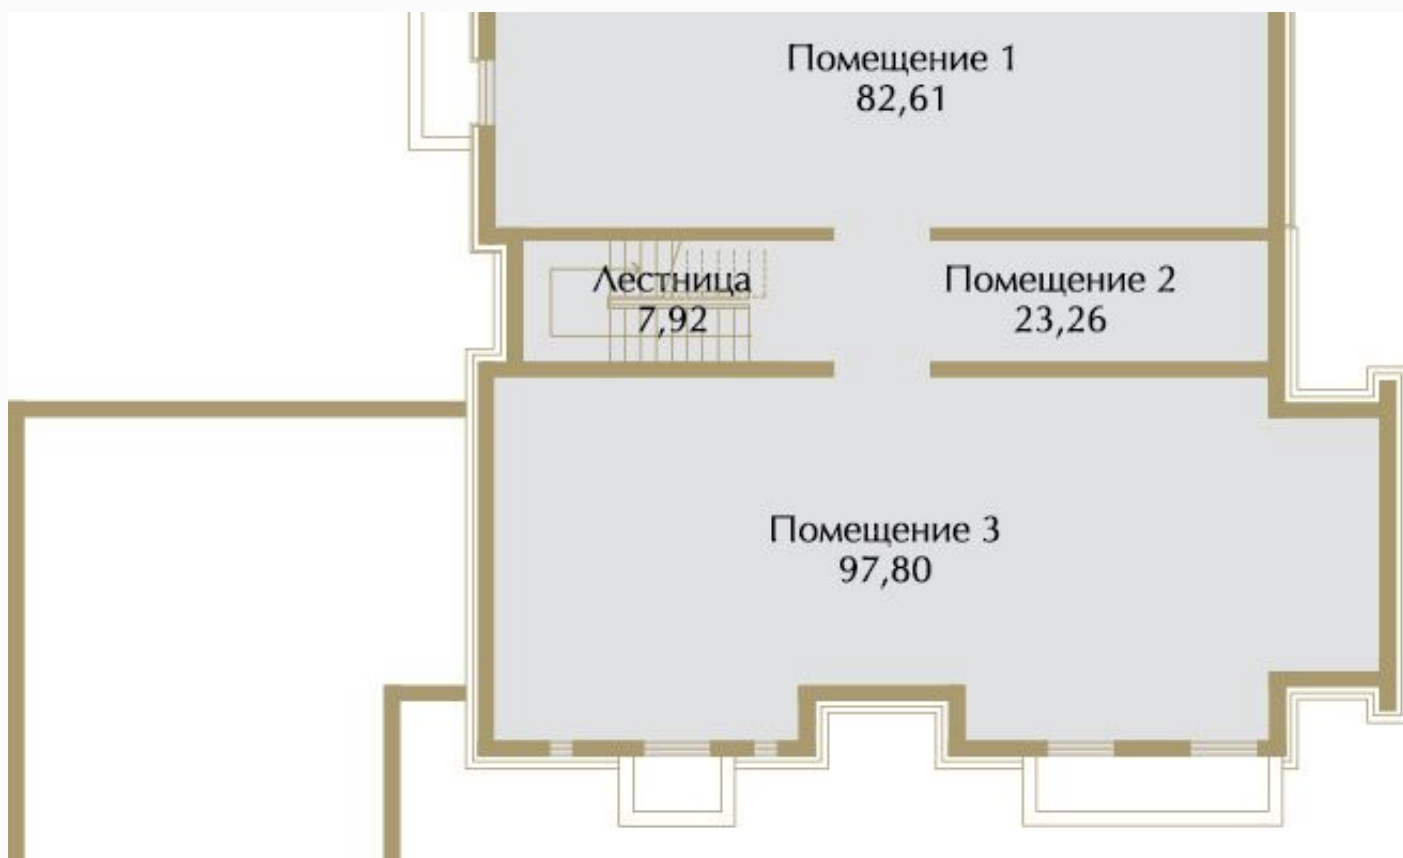 Помещение 1
82,61
Лестница
7,92
Помещение 2
23,26
Помещение 3
97,80